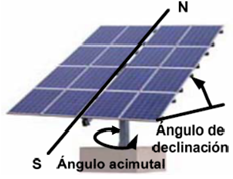 N
Ángulo de
declinación
S Ángulo acimutal